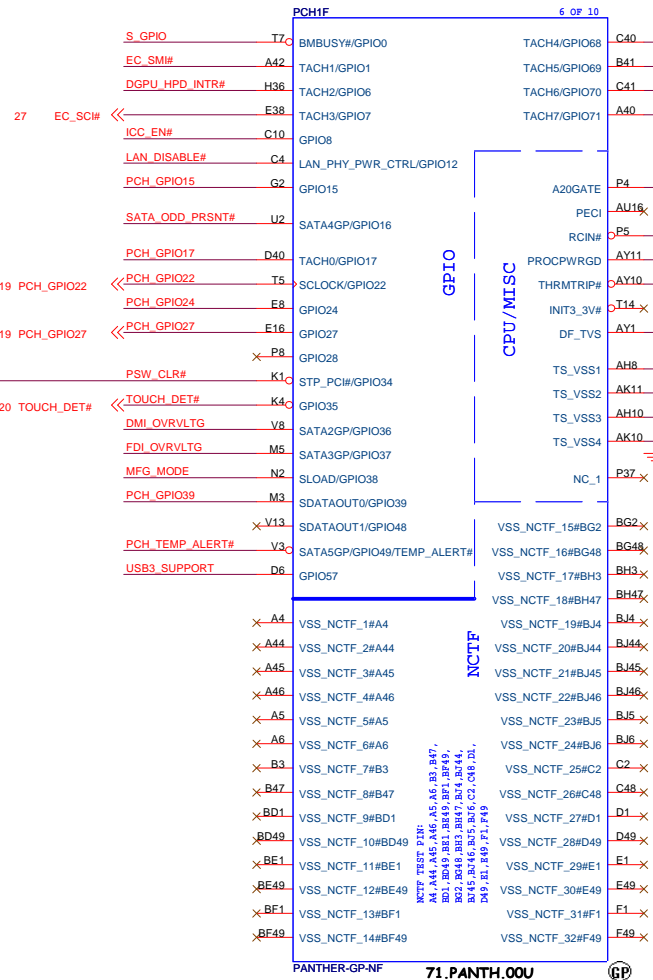 PCH1F 6 OF 10
S_GPIO T7 BMBUSY#/GPIO0 TACH4/GPIO68 C40
EC_SMI# A42 TACH1/GPIO1 TACH5/GPIO69 B41
DGPU_HPD_INTR# H36 TACH2/GPIO6 TACH6/GPIO70 C41
27 EC_SCI# E38 TACH3/GPIO7 TACH7/GPIO71 A40
ICC_EN# C10 GPIO8
LAN_DISABLE# C4 LAN_PHY_PWR_CTRL/GPIO12
PCH_GPIO15 G2 GPIO15 A20GATE P4
PECI AU16
SATA_ODD_PRSNT# U2 SATA4GP/GPIO16 RCIN# P5
PCH_GPIO17 D40 TACH0/GPIO17 PROCPWRGD AY11
19 PCH_GPIO22 PCH_GPIO22 T5 SCLOCK/GPIO22 THRMTRIP# AY10
PCH_GPIO24 E8 GPIO24 INIT3_3V# T14
19 PCH_GPIO27 PCH_GPIO27 E16 GPIO27 DF_TVS AY1
P8 GPIO28
TS_VSS1 AH8
PSW_CLR# K1 STP_PCI#/GPIO34 TS_VSS2 AK11
20 TOUCH_DET# TOUCH_DET# K4 GPIO35 TS_VSS3 AH10
DMI_OVRVLTG V8 SATA2GP/GPIO36 TS_VSS4 AK10
FDI_OVRVLTG M5 SATA3GP/GPIO37
MFG_MODE N2 SLOAD/GPIO38 NC_1 P37
PCH_GPIO39 M3 SDATAOUT0/GPIO39
V13 SDATAOUT1/GPIO48 VSS_NCTF_15#BG2 BG2
PCH_TEMP_ALERT# V3 SATA5GP/GPIO49/TEMP_ALERT# VSS_NCTF_16#BG48 BG48
USB3_SUPPORT D6 GPIO57 VSS_NCTF_17#BH3 BH3
VSS_NCTF_18#BH47 BH47
GPIO
CPU/MISC
NCTF
A4 VSS_NCTF_1#A4 VSS_NCTF_19#BJ4 BJ4
A44 VSS_NCTF_2#A44 VSS_NCTF_20#BJ44 BJ44
A45 VSS_NCTF_3#A45 VSS_NCTF_21#BJ45 BJ45
A46 VSS_NCTF_4#A46 VSS_NCTF_22#BJ46 BJ46
A5 VSS_NCTF_5#A5 VSS_NCTF_23#BJ5 BJ5
A6 VSS_NCTF_6#A6 VSS_NCTF_24#BJ6 BJ6
B3 VSS_NCTF_7#B3 VSS_NCTF_25#C2 C2
B47 VSS_NCTF_8#B47 VSS_NCTF_26#C48 C48
BD1 VSS_NCTF_9#BD1 VSS_NCTF_27#D1 D1
BD49 VSS_NCTF_10#BD49 VSS_NCTF_28#D49 D49
BE1 VSS_NCTF_11#BE1 VSS_NCTF_29#E1 E1
BE49 VSS_NCTF_12#BE49 VSS_NCTF_30#E49 E49
BF1 VSS_NCTF_13#BF1 VSS_NCTF_31#F1 F1
BF49 VSS_NCTF_14#BF49 VSS_NCTF_32#F49 F49
NCTF TEST PIN:
A4,A44,A45,A46,A5,A6,B3,B47,
BD1,BD49,BE1,BE49,BF1,BF49,
BG2,BG48,BH3,BH47,BJ4,BJ44,
BJ45,BJ46,BJ5,BJ6,C2,C48,D1,
D49,E1,E49,F1,F49
PANTHER-GP-NF 71.PANTH.00U GP